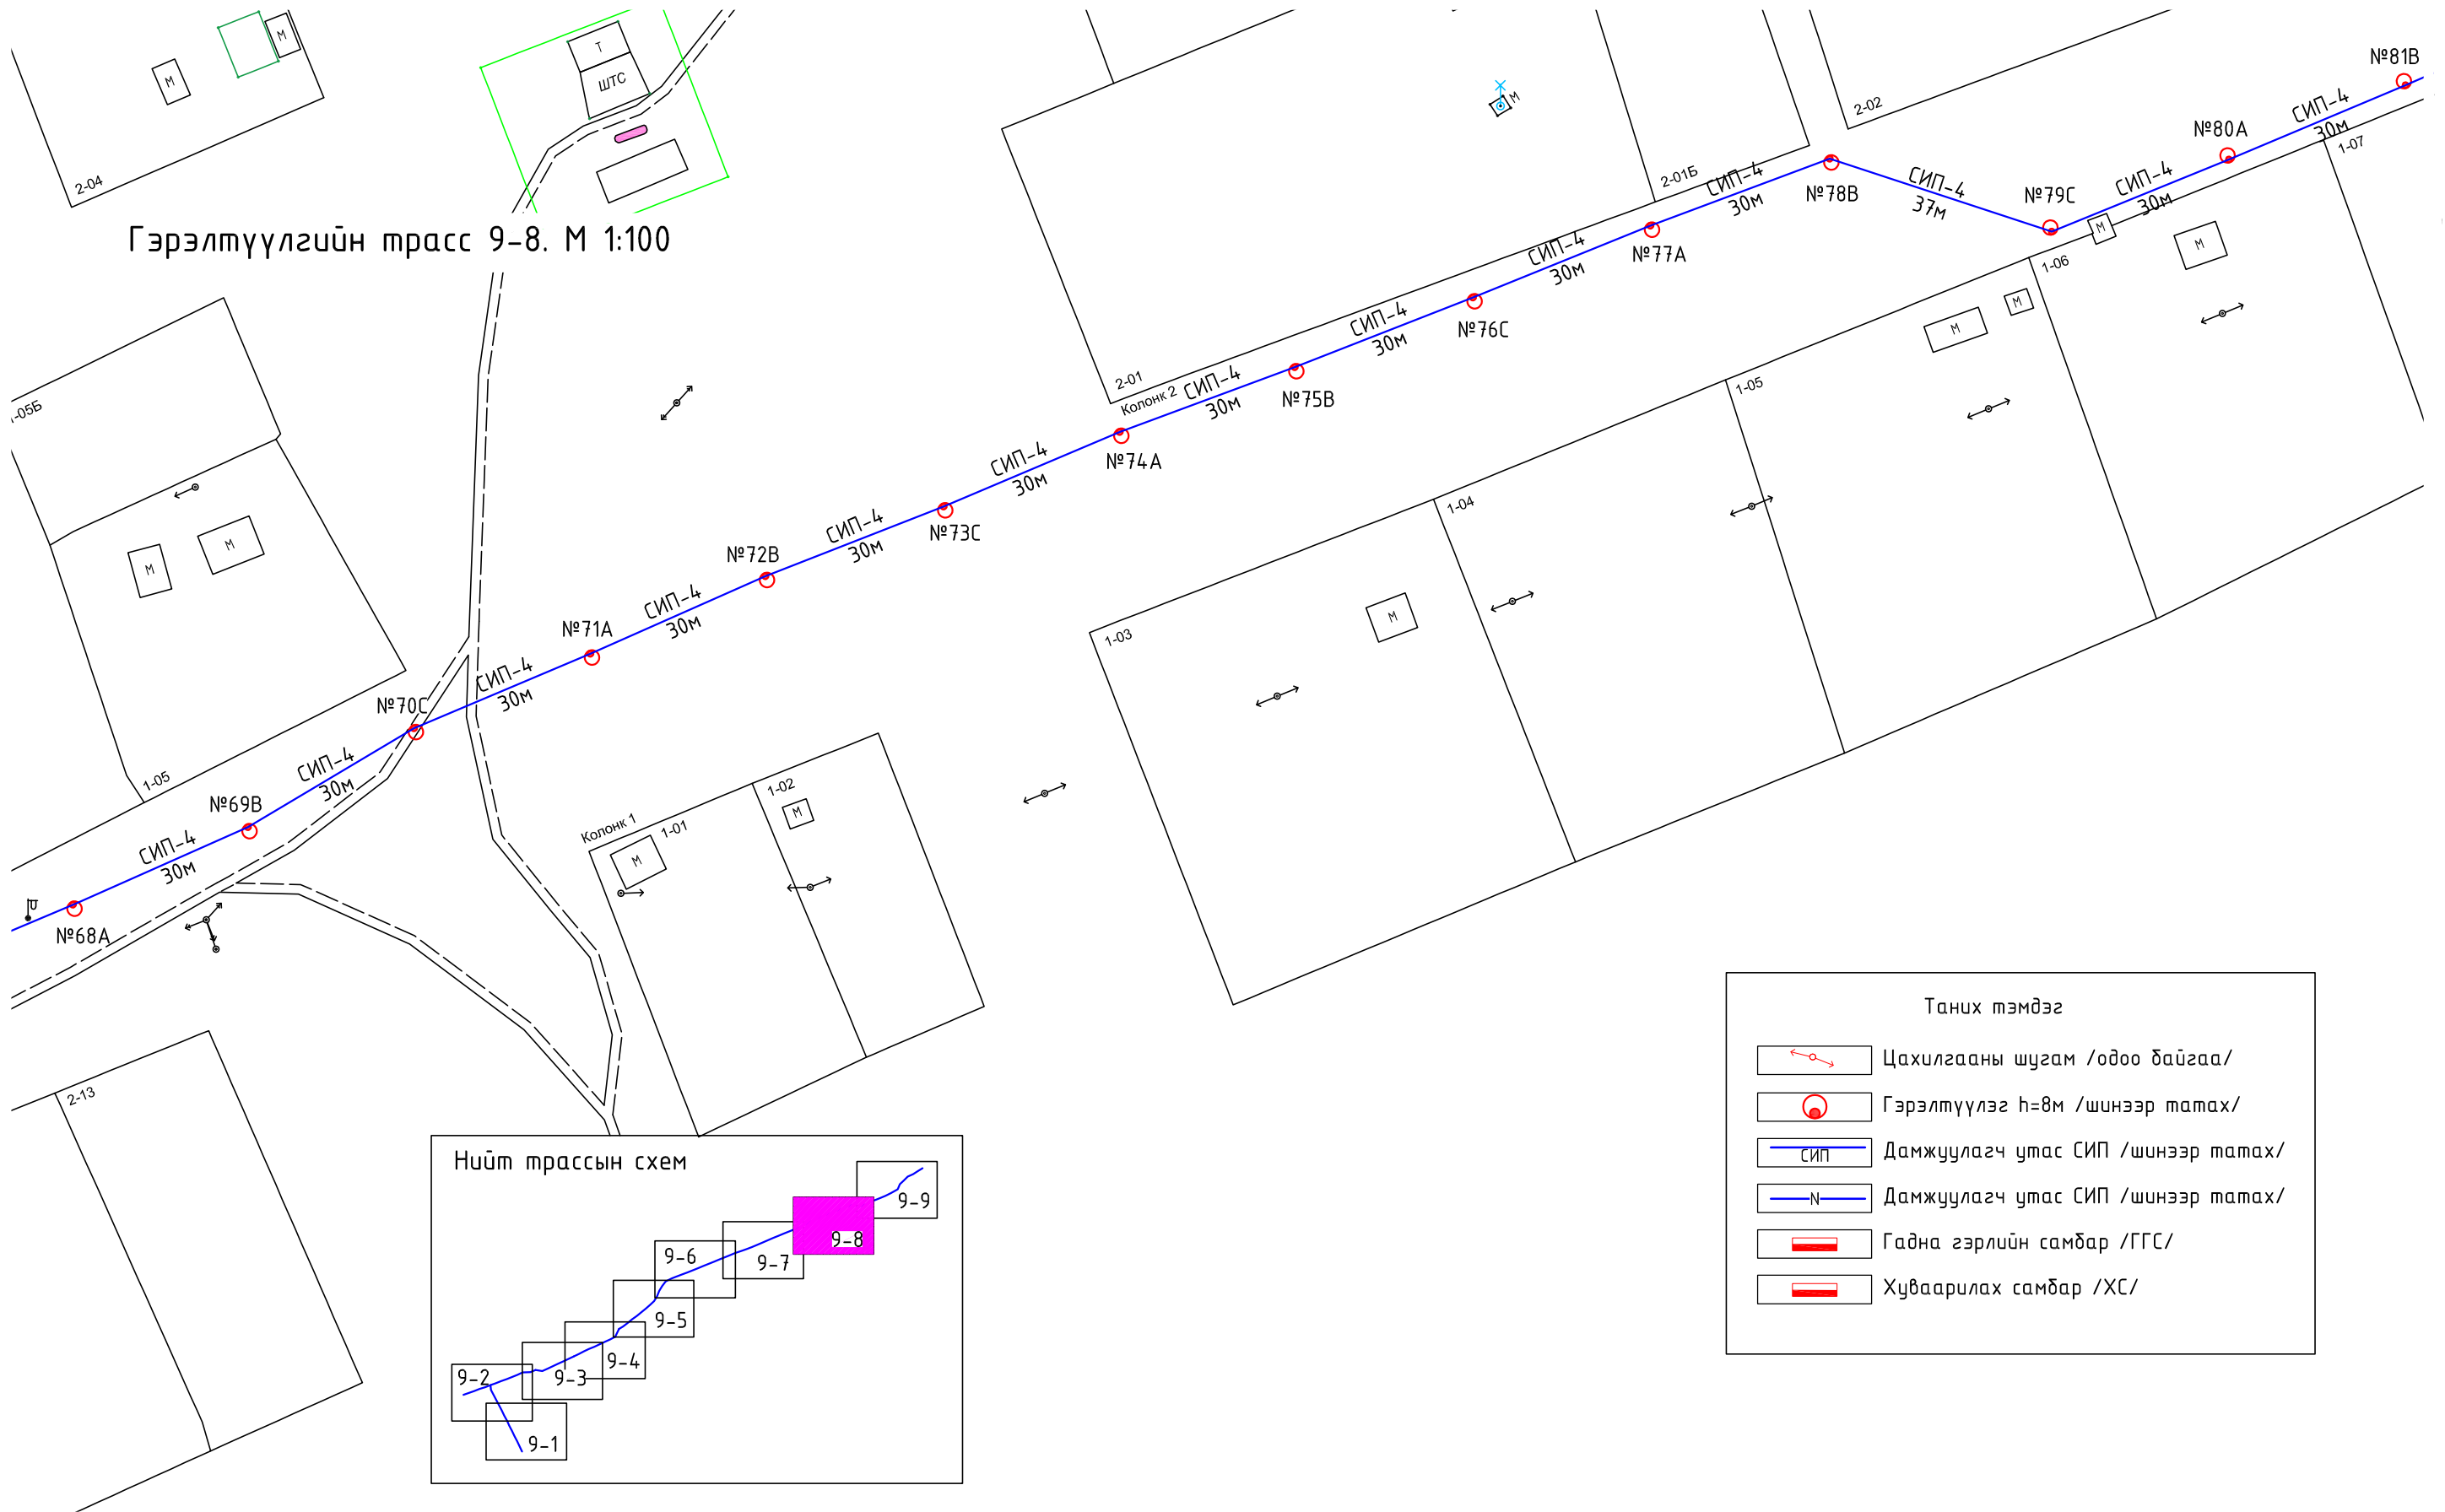 М
М
2-04
Т
ШТС
Гэрэлтүүлгийн трасс 9-8. М 1:100
М
2-02
№81В
СИП-4
30м
№80А
1-07
2-01Б
СИП-4
30м
№78В
СИП-4
37м
№79С
СИП-4
30м
М
М
1-06
№77А
СИП-4
30м
М
М
№76С
СИП-4
30м
2-01
Колонк 2
СИП-4
30м
№75В
1-05
1-05Б
№74А
СИП-4
30м
1-04
№73С
СИП-4
30м
М
М
№72В
СИП-4
30м
М
1-03
№71А
СИП-4
30м
№70С
СИП-4
30м
1-05
№69В
СИП-4
30м
№68А
1-02
М
Колонк 1
1-01
М
2-13
Нийт трассын схем
9-9
9-8
9-7
9-6
9-5
9-4
9-3
9-2
9-1
Таних тэмдэг
Цахилгааны шугам /одоо байгаа/
Гэрэлтүүлэг h=8м /шинээр татах/
СИП
Дамжуулагч утас СИП /шинээр татах/
N
Дамжуулагч утас СИП /шинээр татах/
Гадна гэрлийн самбар /ГГС/
Хуваарилах самбар /ХС/